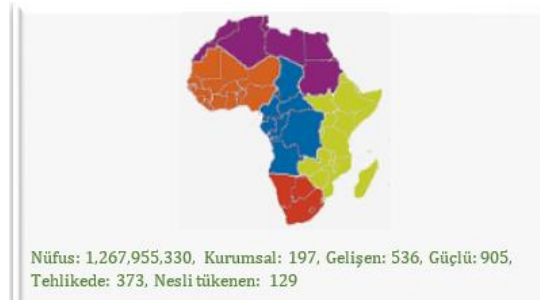 Nüfus: 1,267,955,330, Kurumsal: 197, Gelişen: 536, Güçlü: 905,
Tehlikede: 373, Nesli tükenen: 129